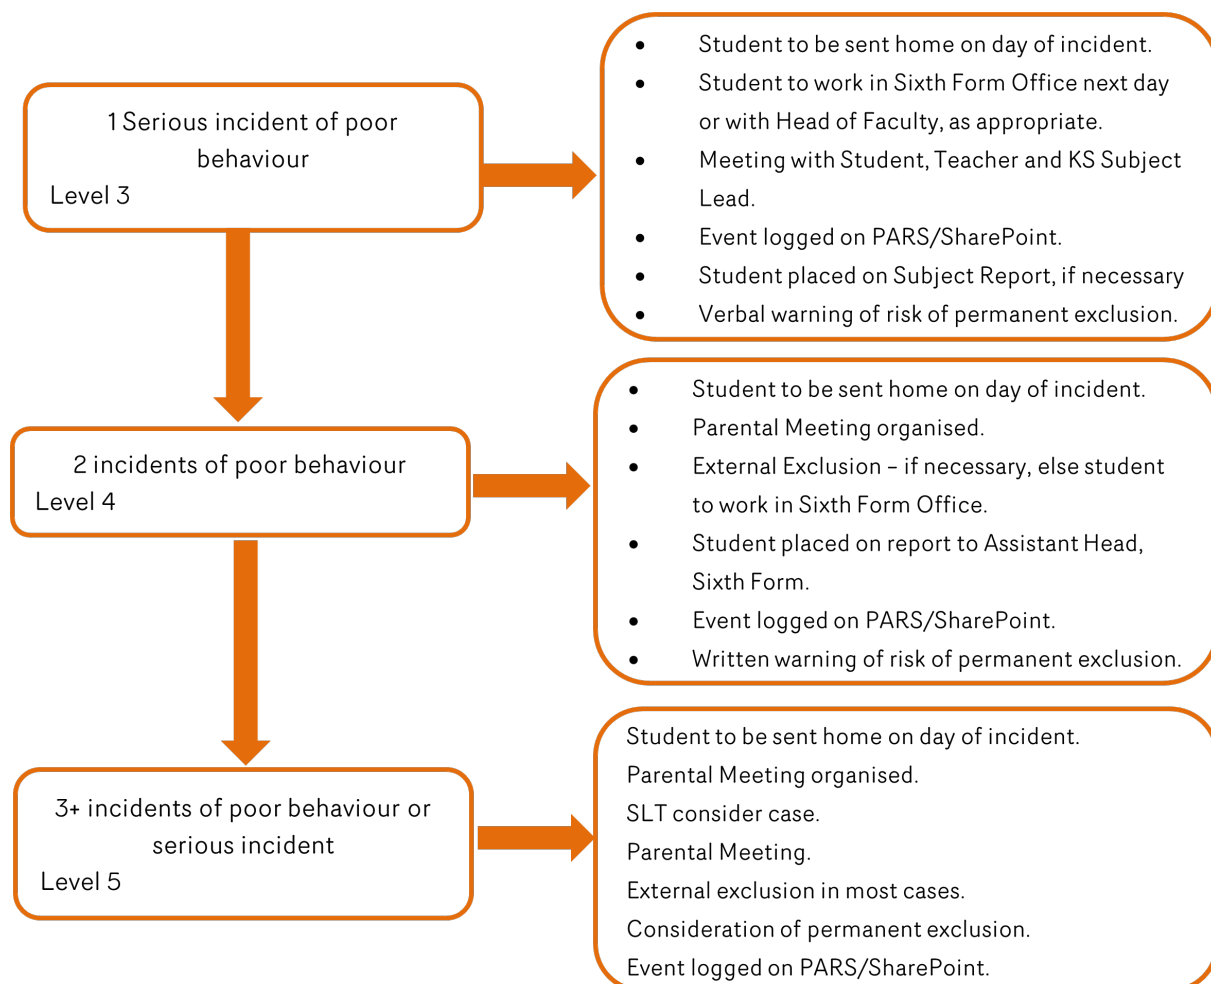 1 Serious incident of poor
behaviour
Level 3
• Student to be sent home on day of incident.
• Student to work in Sixth Form Office next day
or with Head of Faculty, as appropriate.
• Meeting with Student, Teacher and KS Subject
Lead.
• Event logged on PARS/SharePoint.
• Student placed on Subject Report, if necessary
• Verbal warning of risk of permanent exclusion.
2 incidents of poor behaviour
Level 4
• Student to be sent home on day of incident.
• Parental Meeting organised.
• External Exclusion – if necessary, else student
to work in Sixth Form Office.
• Student placed on report to Assistant Head,
Sixth Form.
• Event logged on PARS/SharePoint.
• Written warning of risk of permanent exclusion.
3+ incidents of poor behaviour or
serious incident
Level 5
Student to be sent home on day of incident.
Parental Meeting organised.
SLT consider case.
Parental Meeting.
External exclusion in most cases.
Consideration of permanent exclusion.
Event logged on PARS/SharePoint.